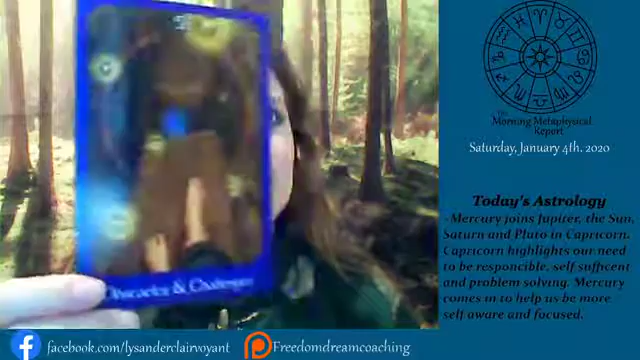 Obstacles & Challenges
The
Morning Metaphysical
Report
Saturday, January 4th, 2020
Today's Astrology
-Mercury joins Jupiter, the Sun,
Saturn and Pluto in Capricorn.
Capricorn highlights our need
to be responsible, self sufficent
and problem solving. Mercury
comes in to help us be more
self aware and focused.
facebook.com/lysanderclairvoyant
Freedomdreamcoaching